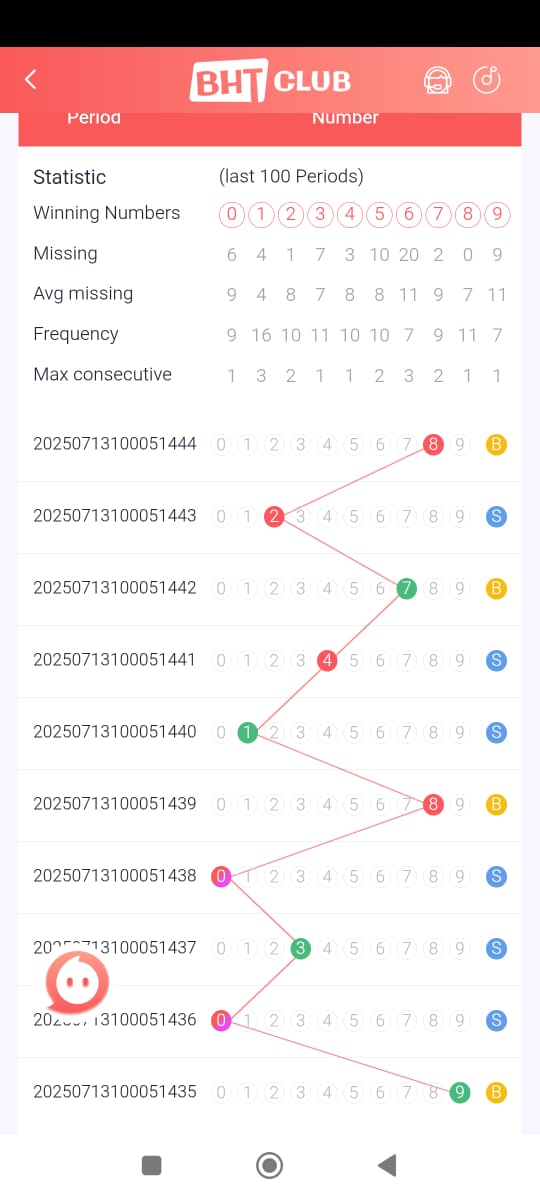 BHT CLUB
Period Number
Statistic (last 100 Periods)
Winning Numbers 0 1 2 3 4 5 6 7 8 9
Missing 6 4 1 7 3 10 20 2 0 9
Avg missing 9 4 8 7 8 8 11 9 7 11
Frequency 9 16 10 11 10 10 7 9 11 7
Max consecutive 1 3 2 1 1 2 3 2 1 1
20250713100051444 0 1 2 3 4 5 6 7 8 9 B
20250713100051443 0 1 2 3 4 5 6 7 8 9 S
20250713100051442 0 1 2 3 4 5 6 7 8 9 B
20250713100051441 0 1 2 3 4 5 6 7 8 9 S
20250713100051440 0 1 2 3 4 5 6 7 8 9 S
20250713100051439 0 1 2 3 4 5 6 7 8 9 B
20250713100051438 0 1 2 3 4 5 6 7 8 9 S
0 1 2 3 4 5 6 7 8 9 S
0 1 2 3 4 5 6 7 8 9 S
20250713100051435 0 1 2 3 4 5 6 7 8 9 B